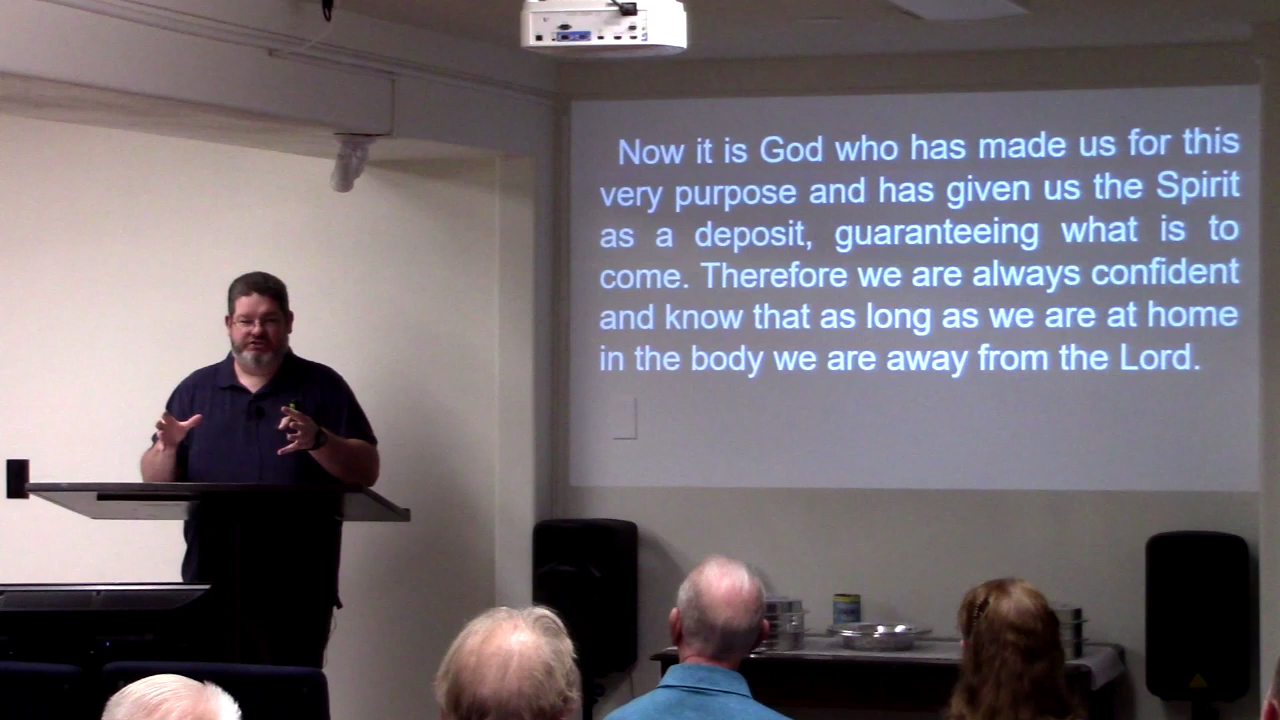 Now it is God who has made us for this
very purpose and has given us the Spirit
as a deposit, guaranteeing what is to
come. Therefore we are always confident
and know that as long as we are at home
in the body we are away from the Lord.